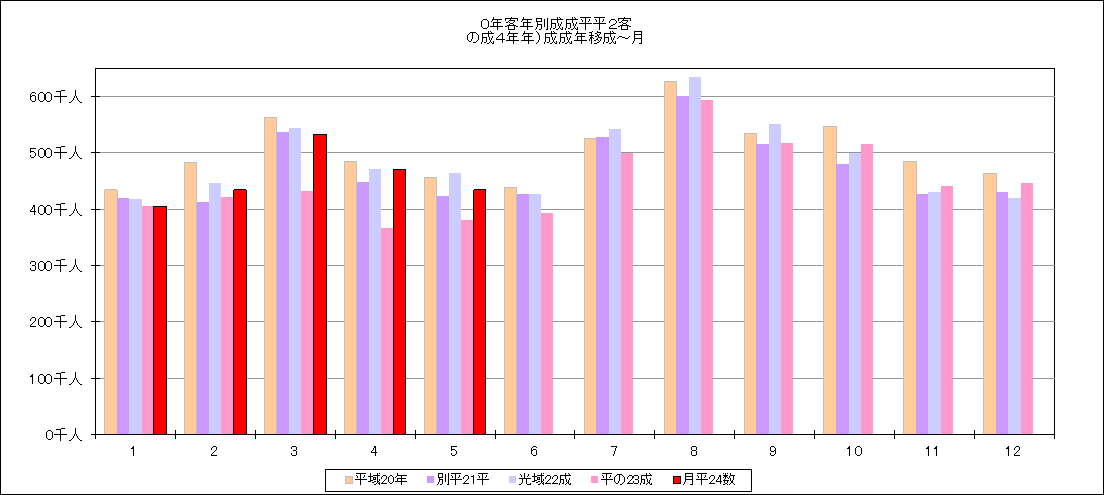 0年客年別成成平平2客
の成4年年)成成年移成～月
600千人
500千人
400千人
300千人
200千人
100千人
0千人
1 2 3 4 5 6 7 8 9 10 11 12
平域20年 別平21平 光域22成 平の23成 月平24数